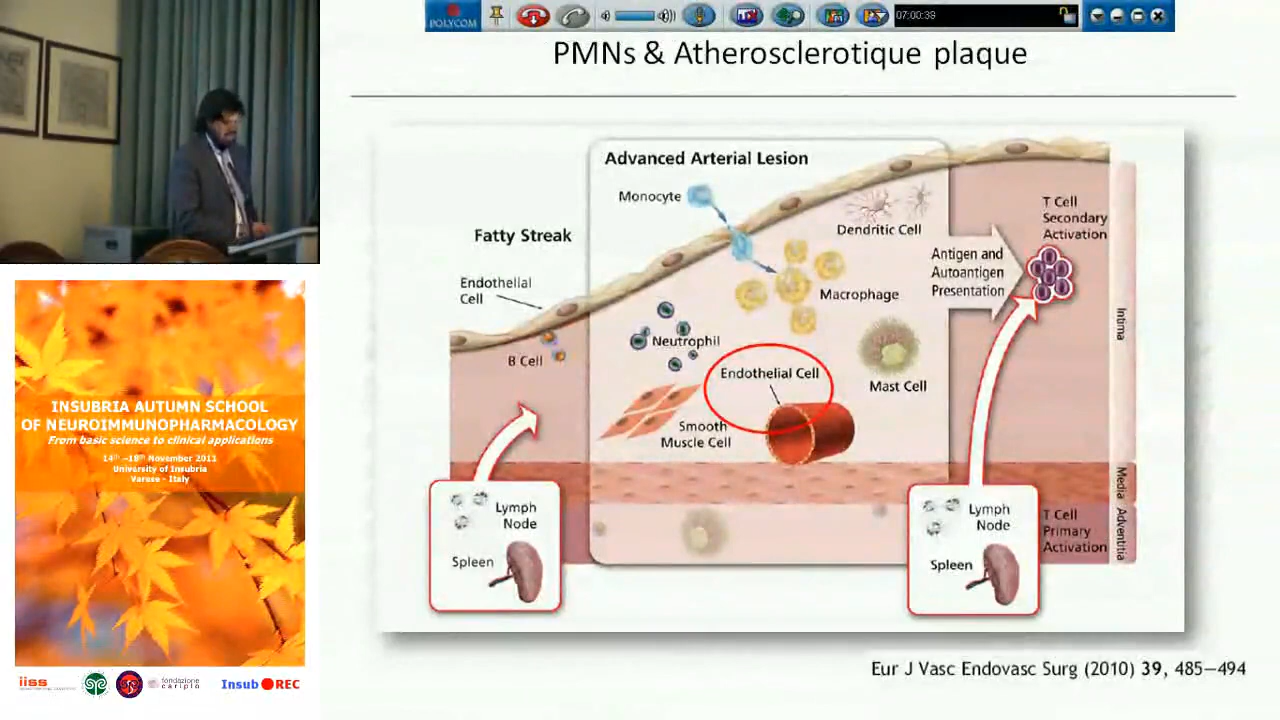 POLYCOM
07:00:39
PMNs & Atherosclerotique plaque
Advanced Arterial Lesion
Monocyte
Dendritic Cell
T Cell
Secondary
Activation
Fatty Streak
Antigen and
Autoantigen
Presentation
Endothelial
Cell
Macrophage
Intima
Neutrophil
B Cell
Endothelial Cell
Mast Cell
Smooth
Muscle Cell
Media
Lymph
Node
Spleen
Lymph
Node
Spleen
T Cell
Primary
Activation
Adventitia
Eur J Vasc Endovasc Surg (2010) 39, 485–494
INSUBRIA AUTUMN SCHOOL
OF NEUROIMMUNOPHARMACOLOGY
From basic science to clinical applications
14th –18th November 2011
University of Insubria
Varese - Italy
iiss
fondazione
cariplo
Insub REC